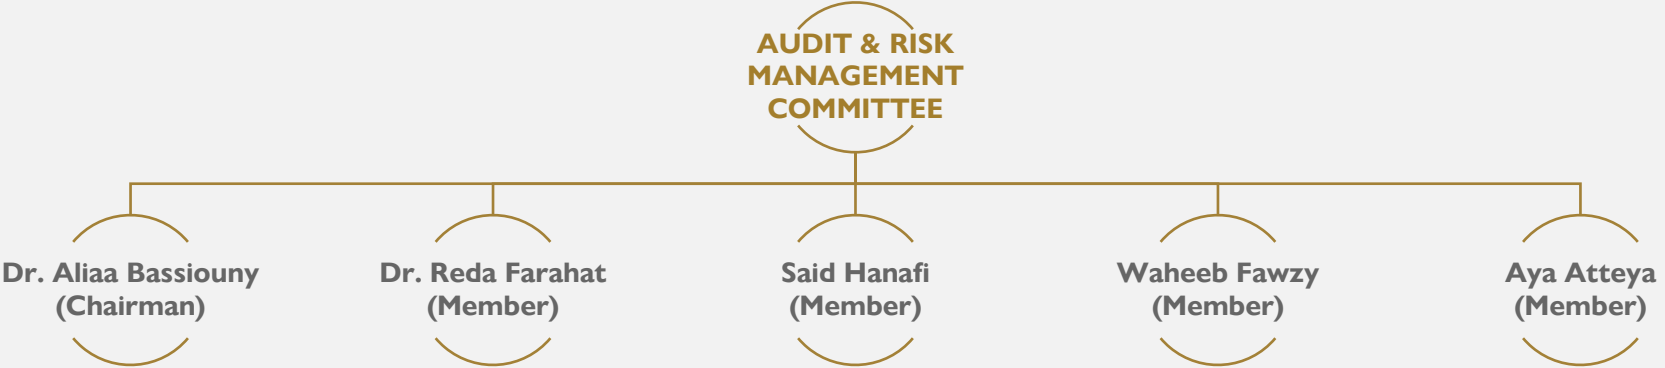 AUDIT & RISK
MANAGEMENT
COMMITTEE
Dr. Aliaa Bassiouny
(Chairman)
Dr. Reda Farahat
(Member)
Said Hanafi
(Member)
Waheeb Fawzy
(Member)
Aya Atteya
(Member)